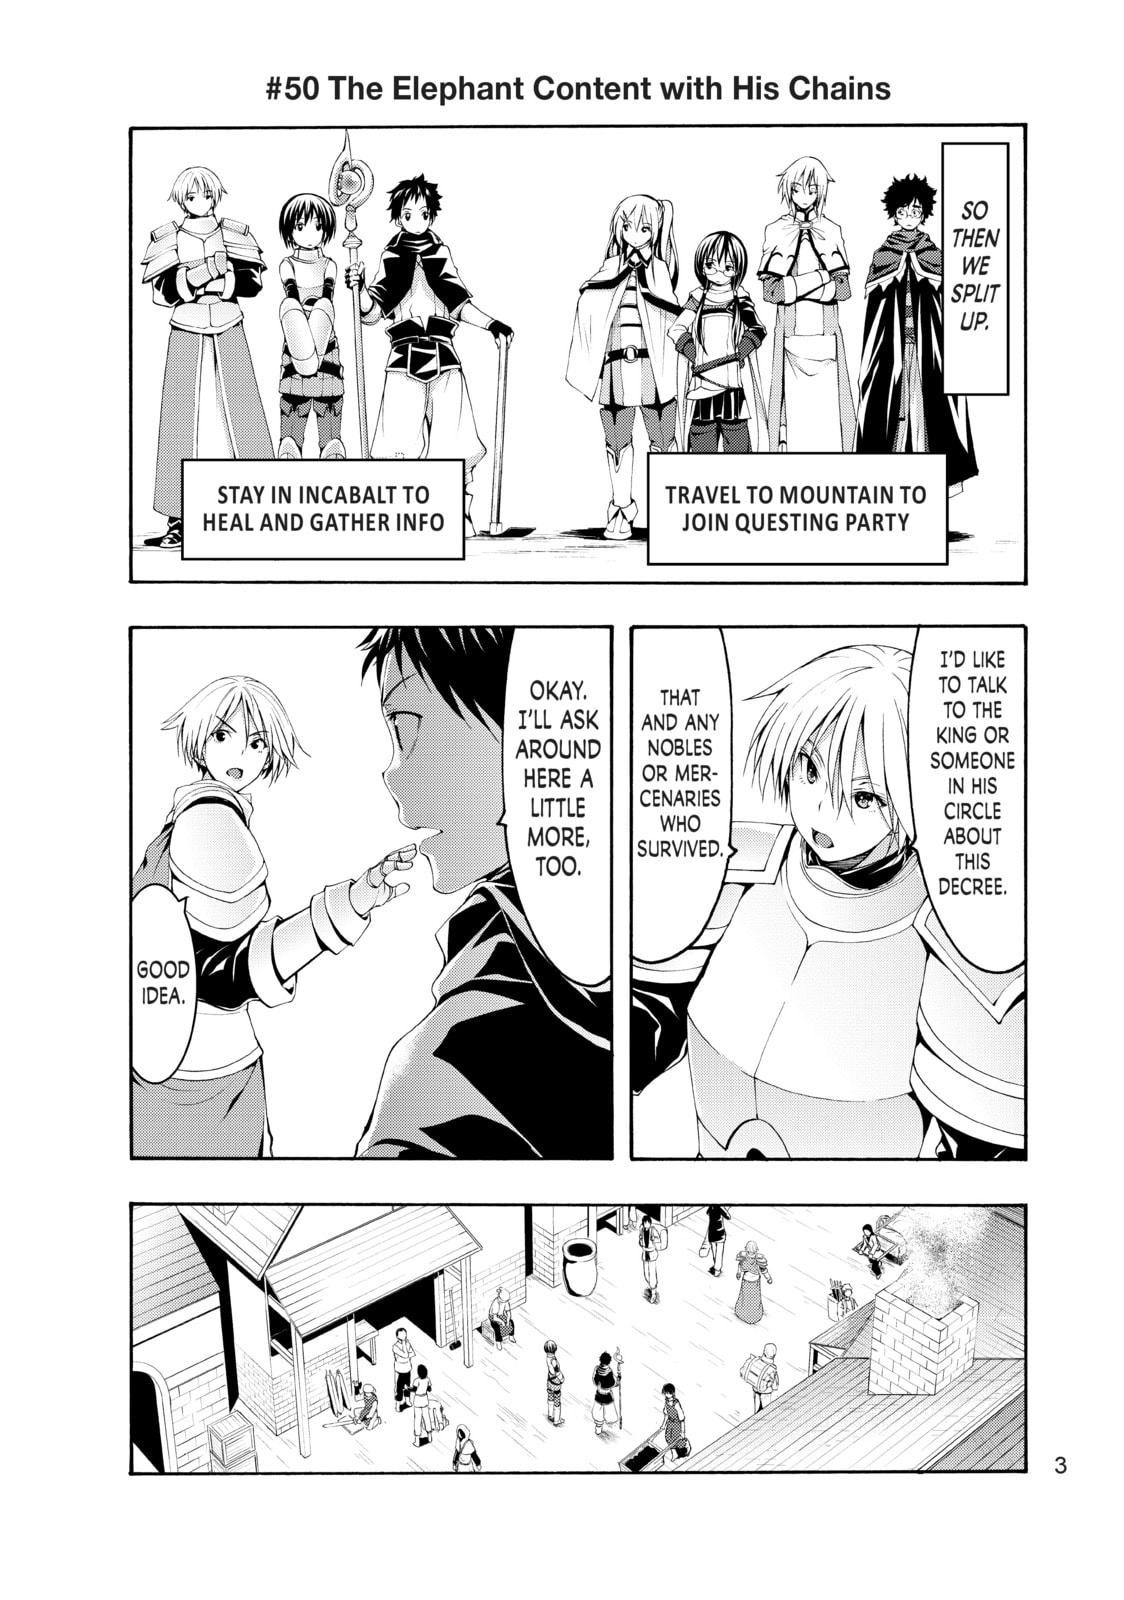 #50 The Elephant Content with His Chains
SO
THEN
WE
SPLIT
UP.
TRAVEL TO MOUNTAIN TO
JOIN QUESTING PARTY
STAY IN INCABALT TO
HEAL AND GATHER INFO
I'D LIKE
TO TALK
TO THE
KING OR
SOMEONE
IN HIS
CIRCLE
ABOUT
THIS
DECREE.
THAT
AND ANY
NOBLES
OR MER-
CENARIES
WHO
SURVIVED.
OKAY.
I'LL ASK
AROUND
HERE A
LITTLE
MORE,
TOO.
GOOD
IDEA.
3